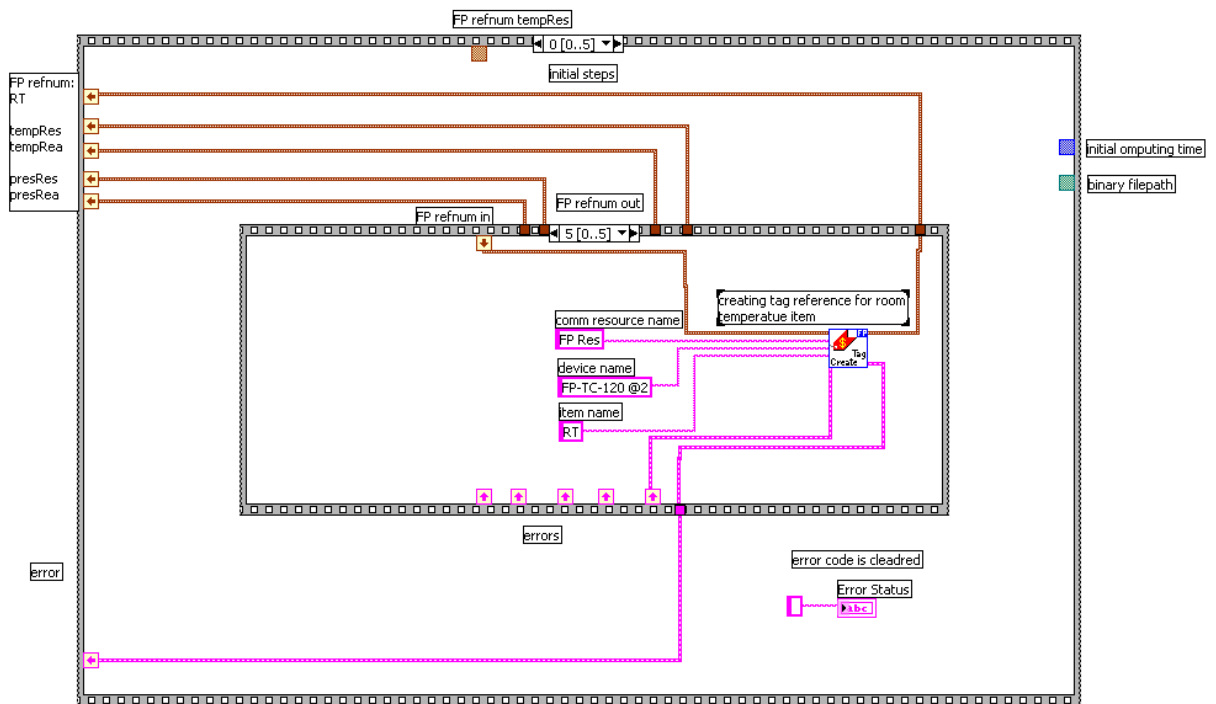 FP refnum tempRes
0 [0..5]
initial steps
FP refnum:
RT
tempRes
tempRea
presRes
presRea
initial omputing time
binary filepath
FP refnum out
FP refnum in
5 [0..5]
creating tag reference for room
temperatue item
comm resource name
FP Res
FP
Tag
Create
device name
FP-TC-120 @2
item name
RT
errors
error
error code is cleadred
Error Status
abc